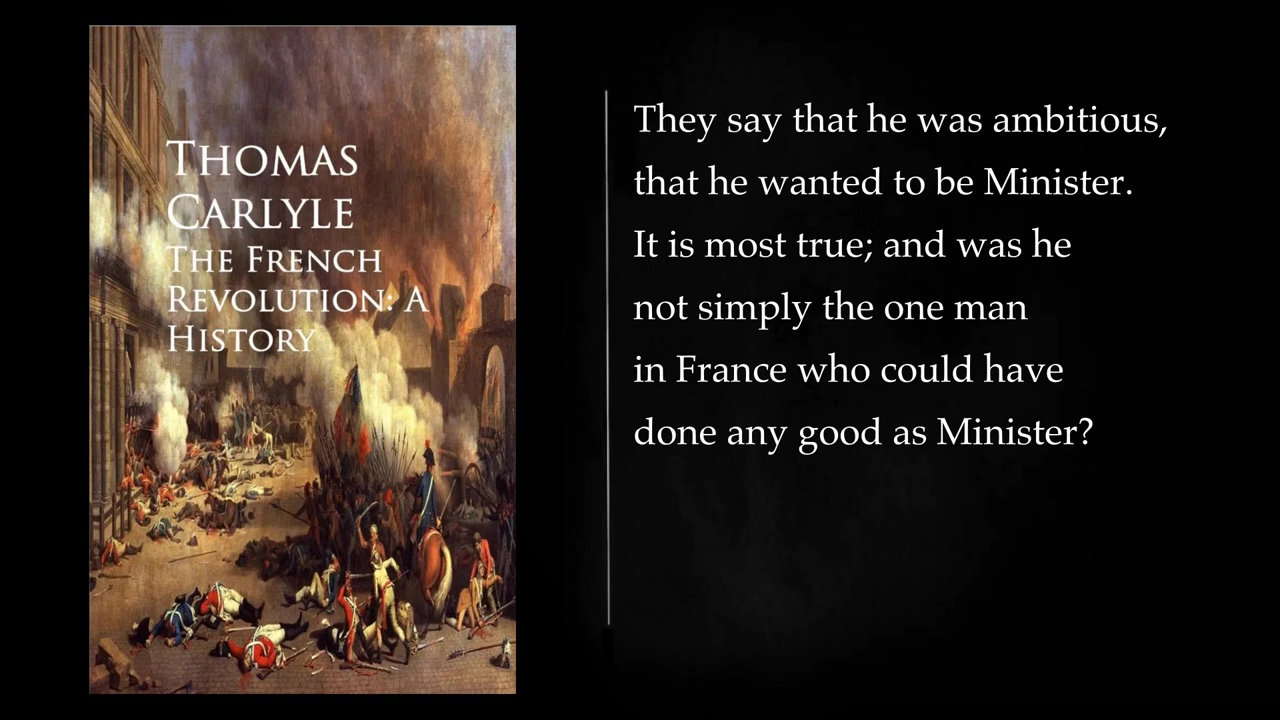 THOMAS
CARLYLE
THE FRENCH
REVOLUTION: A
HISTORY
They say that he was ambitious,
that he wanted to be Minister.
It is most true; and was he
not simply the one man
in France who could have
done any good as Minister?